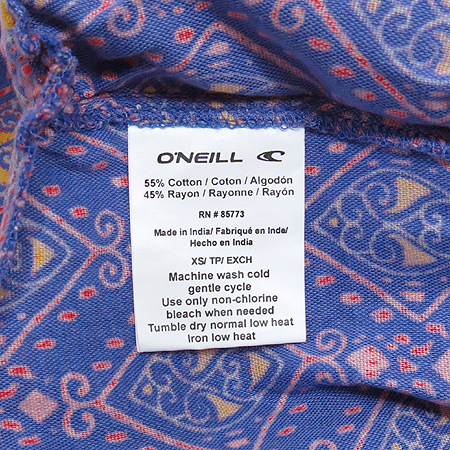 O'NEILL
55% Cotton / Coton / Algodón
45% Rayon / Rayonne / Rayón
RN # 85773
Made in India/ Fabriqué en Inde/
Hecho en India
XS/ TP/ EXCH
Machine wash cold
gentle cycle
Use only non-chlorine
bleach when needed
Tumble dry normal low heat
Iron low heat